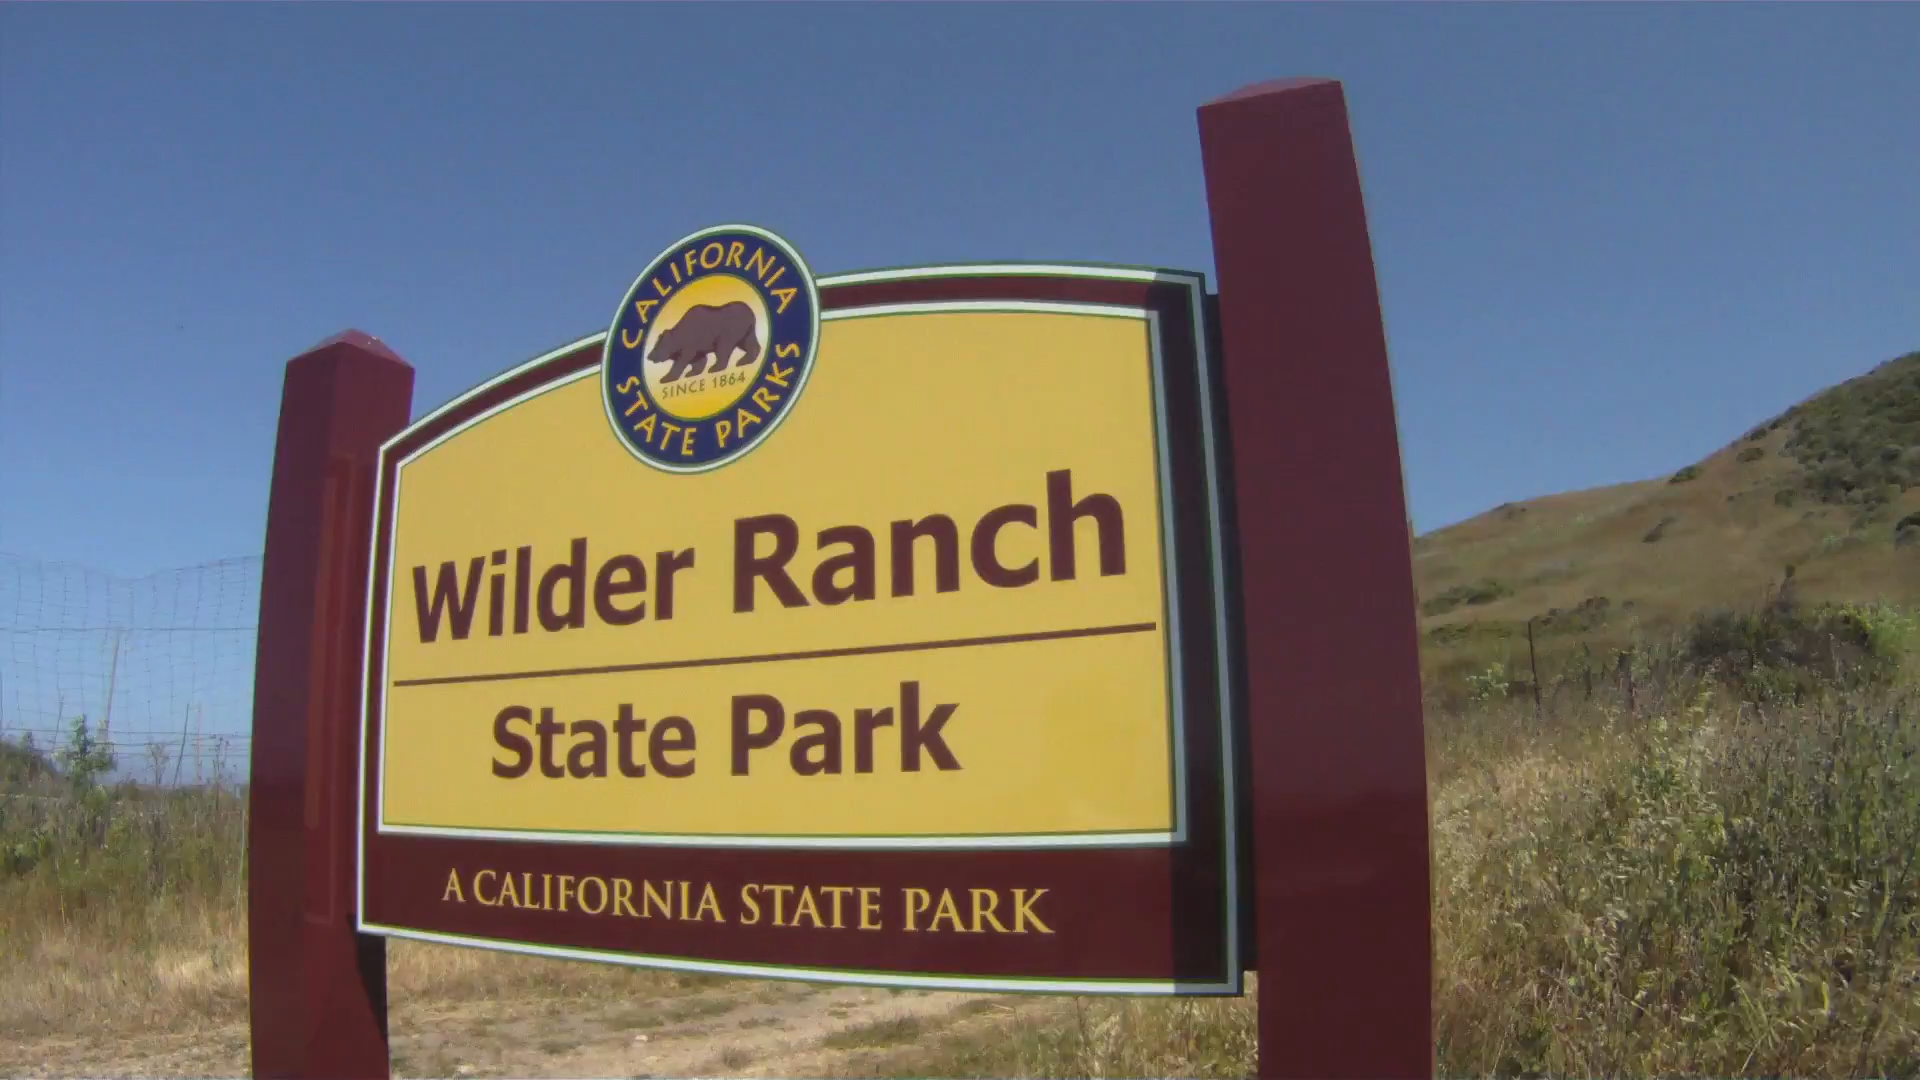 CALIFORNIA
SINCE 1864
STATE PARKS
Wilder Ranch
State Park
A CALIFORNIA STATE PARK